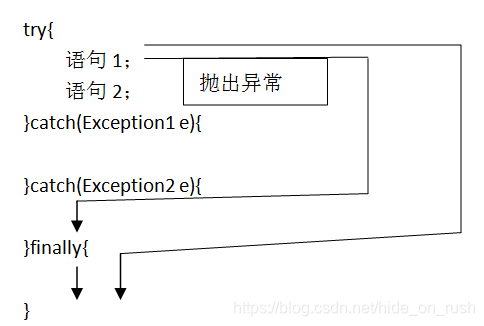 try{
语句 1；
语句 2；
抛出异常
}catch(Exception1 e){
}catch(Exception2 e){
}finally{
}
https://blog.csdn.net/hide_on_rush